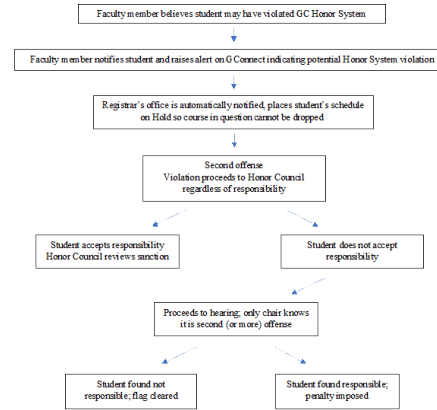 Faculty member believes student may have violated GC Honor System
Faculty member notifies student and raises alert on GConnect indicating potential Honor System violation
Registrar's office is automatically notified, places student's schedule
on Hold so course in question cannot be dropped
Second offense
Violation proceeds to Honor Council
regardless of responsibility
Student accepts responsibility
Honor Council reviews sanction
Student does not accept
responsibility
Proceeds to hearing; only chair knows
it is second (or more) offense
Student found not
responsible; flag cleared
Student found responsible;
penalty imposed